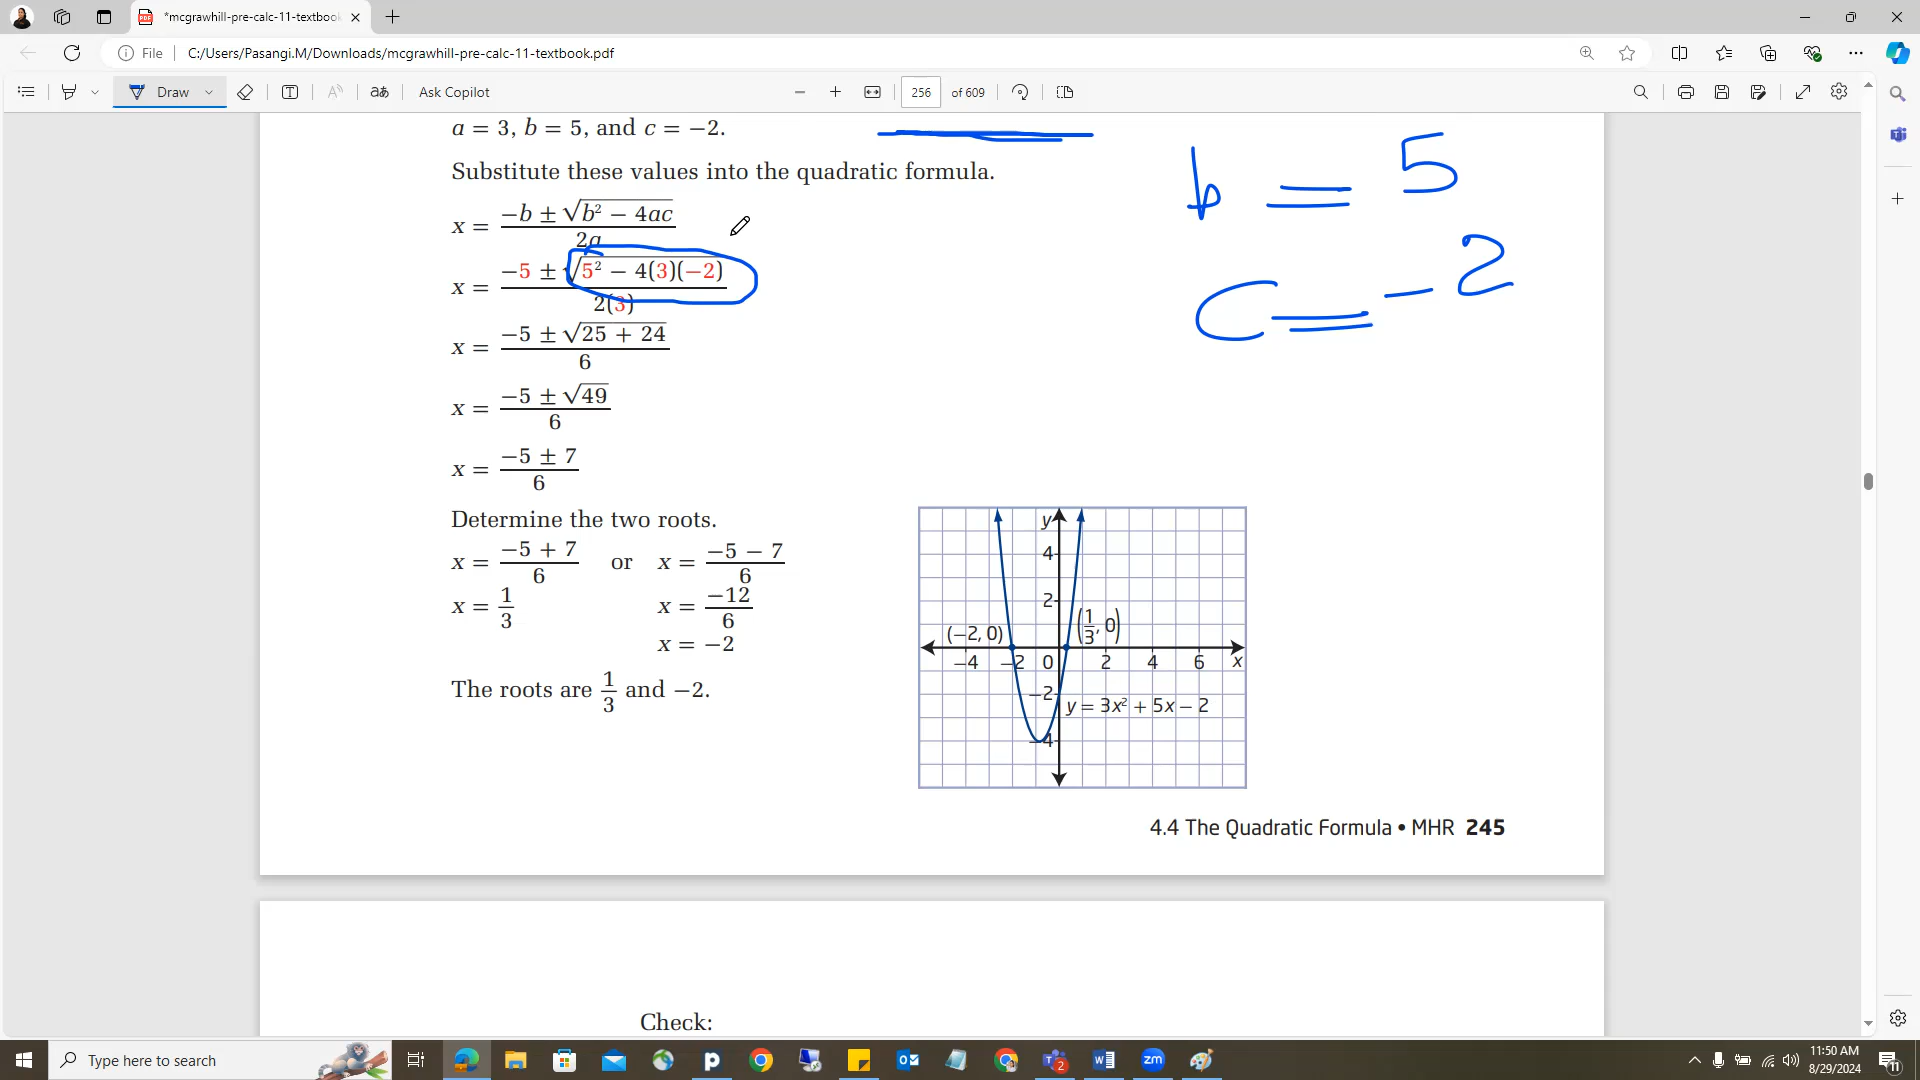 *mcgrawhill-pre-calc-11-textbook
File
C:/Users/Pasangi.M/Downloads/mcgrawhill-pre-calc-11-textbook.pdf
Draw
Ask Copilot
256 of 609
a = 3, b = 5, and c = −2.
Substitute these values into the quadratic formula.
x = (−b ± √(b² − 4ac)) / 2a
x = (−5 ± √(5² − 4(3)(−2))) / 2(3)
x = (−5 ± √(25 + 24)) / 6
x = (−5 ± √49) / 6
x = (−5 ± 7) / 6
Determine the two roots.
x = (−5 + 7) / 6 or x = (−5 − 7) / 6
x = 1/3 x = −12/6
x = −2
The roots are 1/3 and −2.
b = 5
c = −2
y
4
2
(−2, 0) (1/3, 0)
−4 −2 0 2 4 6 x
−2
y = 3x² + 5x − 2
−4
4.4 The Quadratic Formula • MHR 245
Check:
Type here to search
11:50 AM
8/29/2024